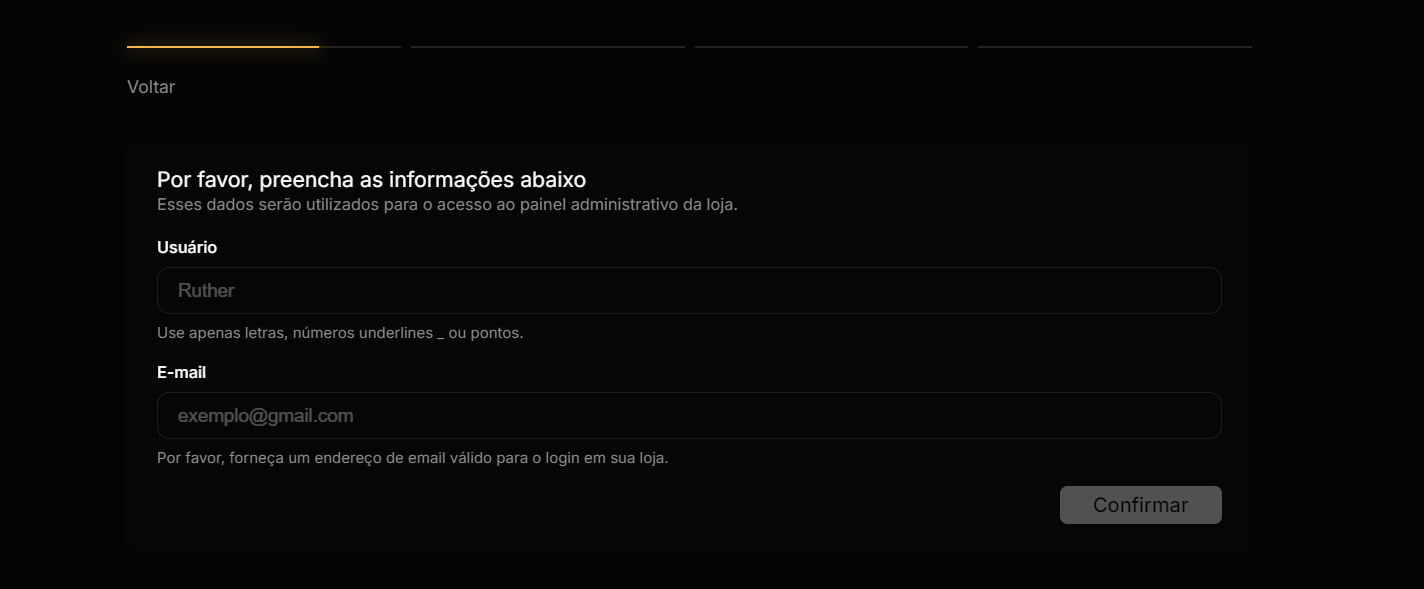 Voltar
Por favor, preencha as informações abaixo
Esses dados serão utilizados para o acesso ao painel administrativo da loja.
Usuário
Ruther
Use apenas letras, números underlines _ ou pontos.
E-mail
exemplo@gmail.com
Por favor, forneça um endereço de email válido para o login em sua loja.
Confirmar